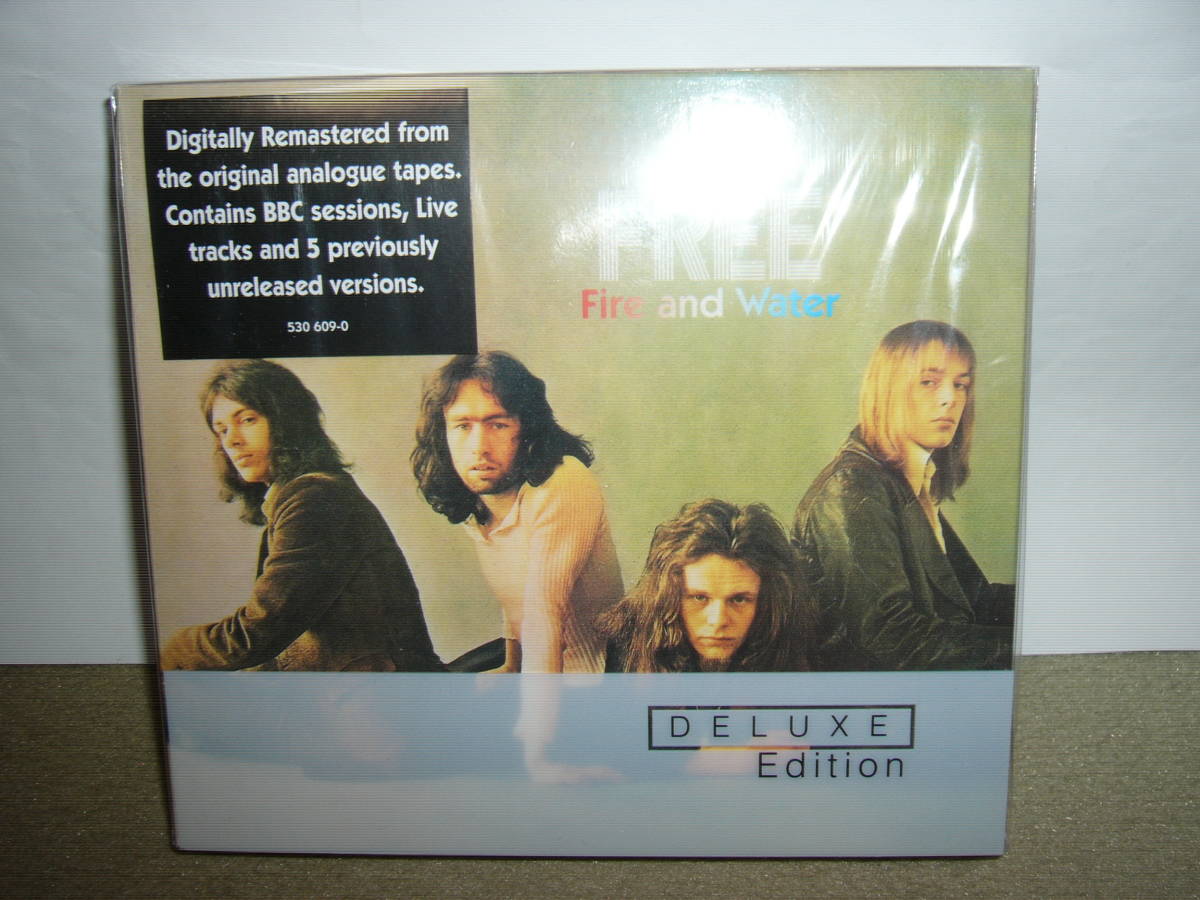 Digitally Remastered from
the original analogue tapes.
Contains BBC sessions, Live
tracks and 5 previously
unreleased versions.
530 609-0
FREE
Fire and Water
DELUXE
Edition